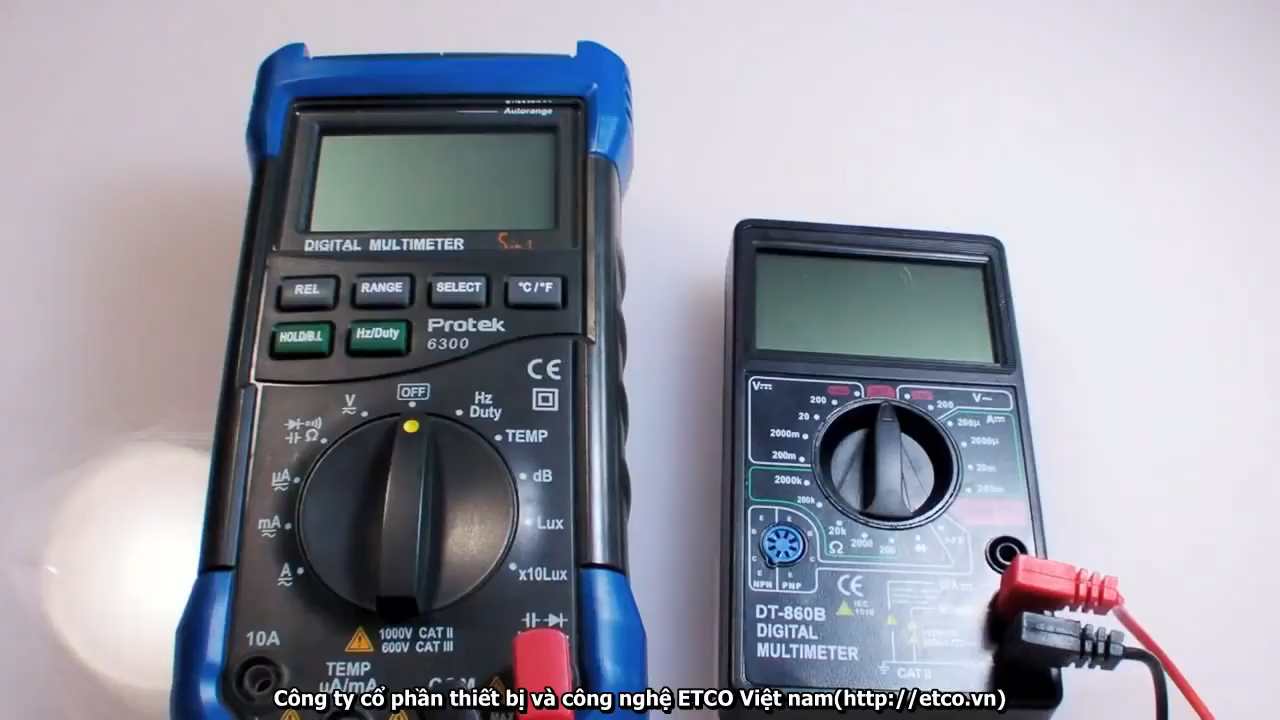 Autorange
DIGITAL MULTIMETER
REL
RANGE
SELECT
°C / °F
HOLD/B.L
Hz/Duty
Protek
6300
CE
OFF
V
Hz
Duty
Ω
TEMP
µA
dB
mA
Lux
A
x10Lux
10A
1000V CAT II
600V CAT III
TEMP
µA/mA
V
V~
200
200
20
A
200µ
2000m
2000µ
200m
20m
2000k
200k
20k
Ω
2000
E
E
B
C
E
E
NPN
PNP
CE
DT-860B
DIGITAL
MULTIMETER
CAT II
Công ty cổ phần thiết bị và công nghệ ETCO Việt nam(http://etco.vn)